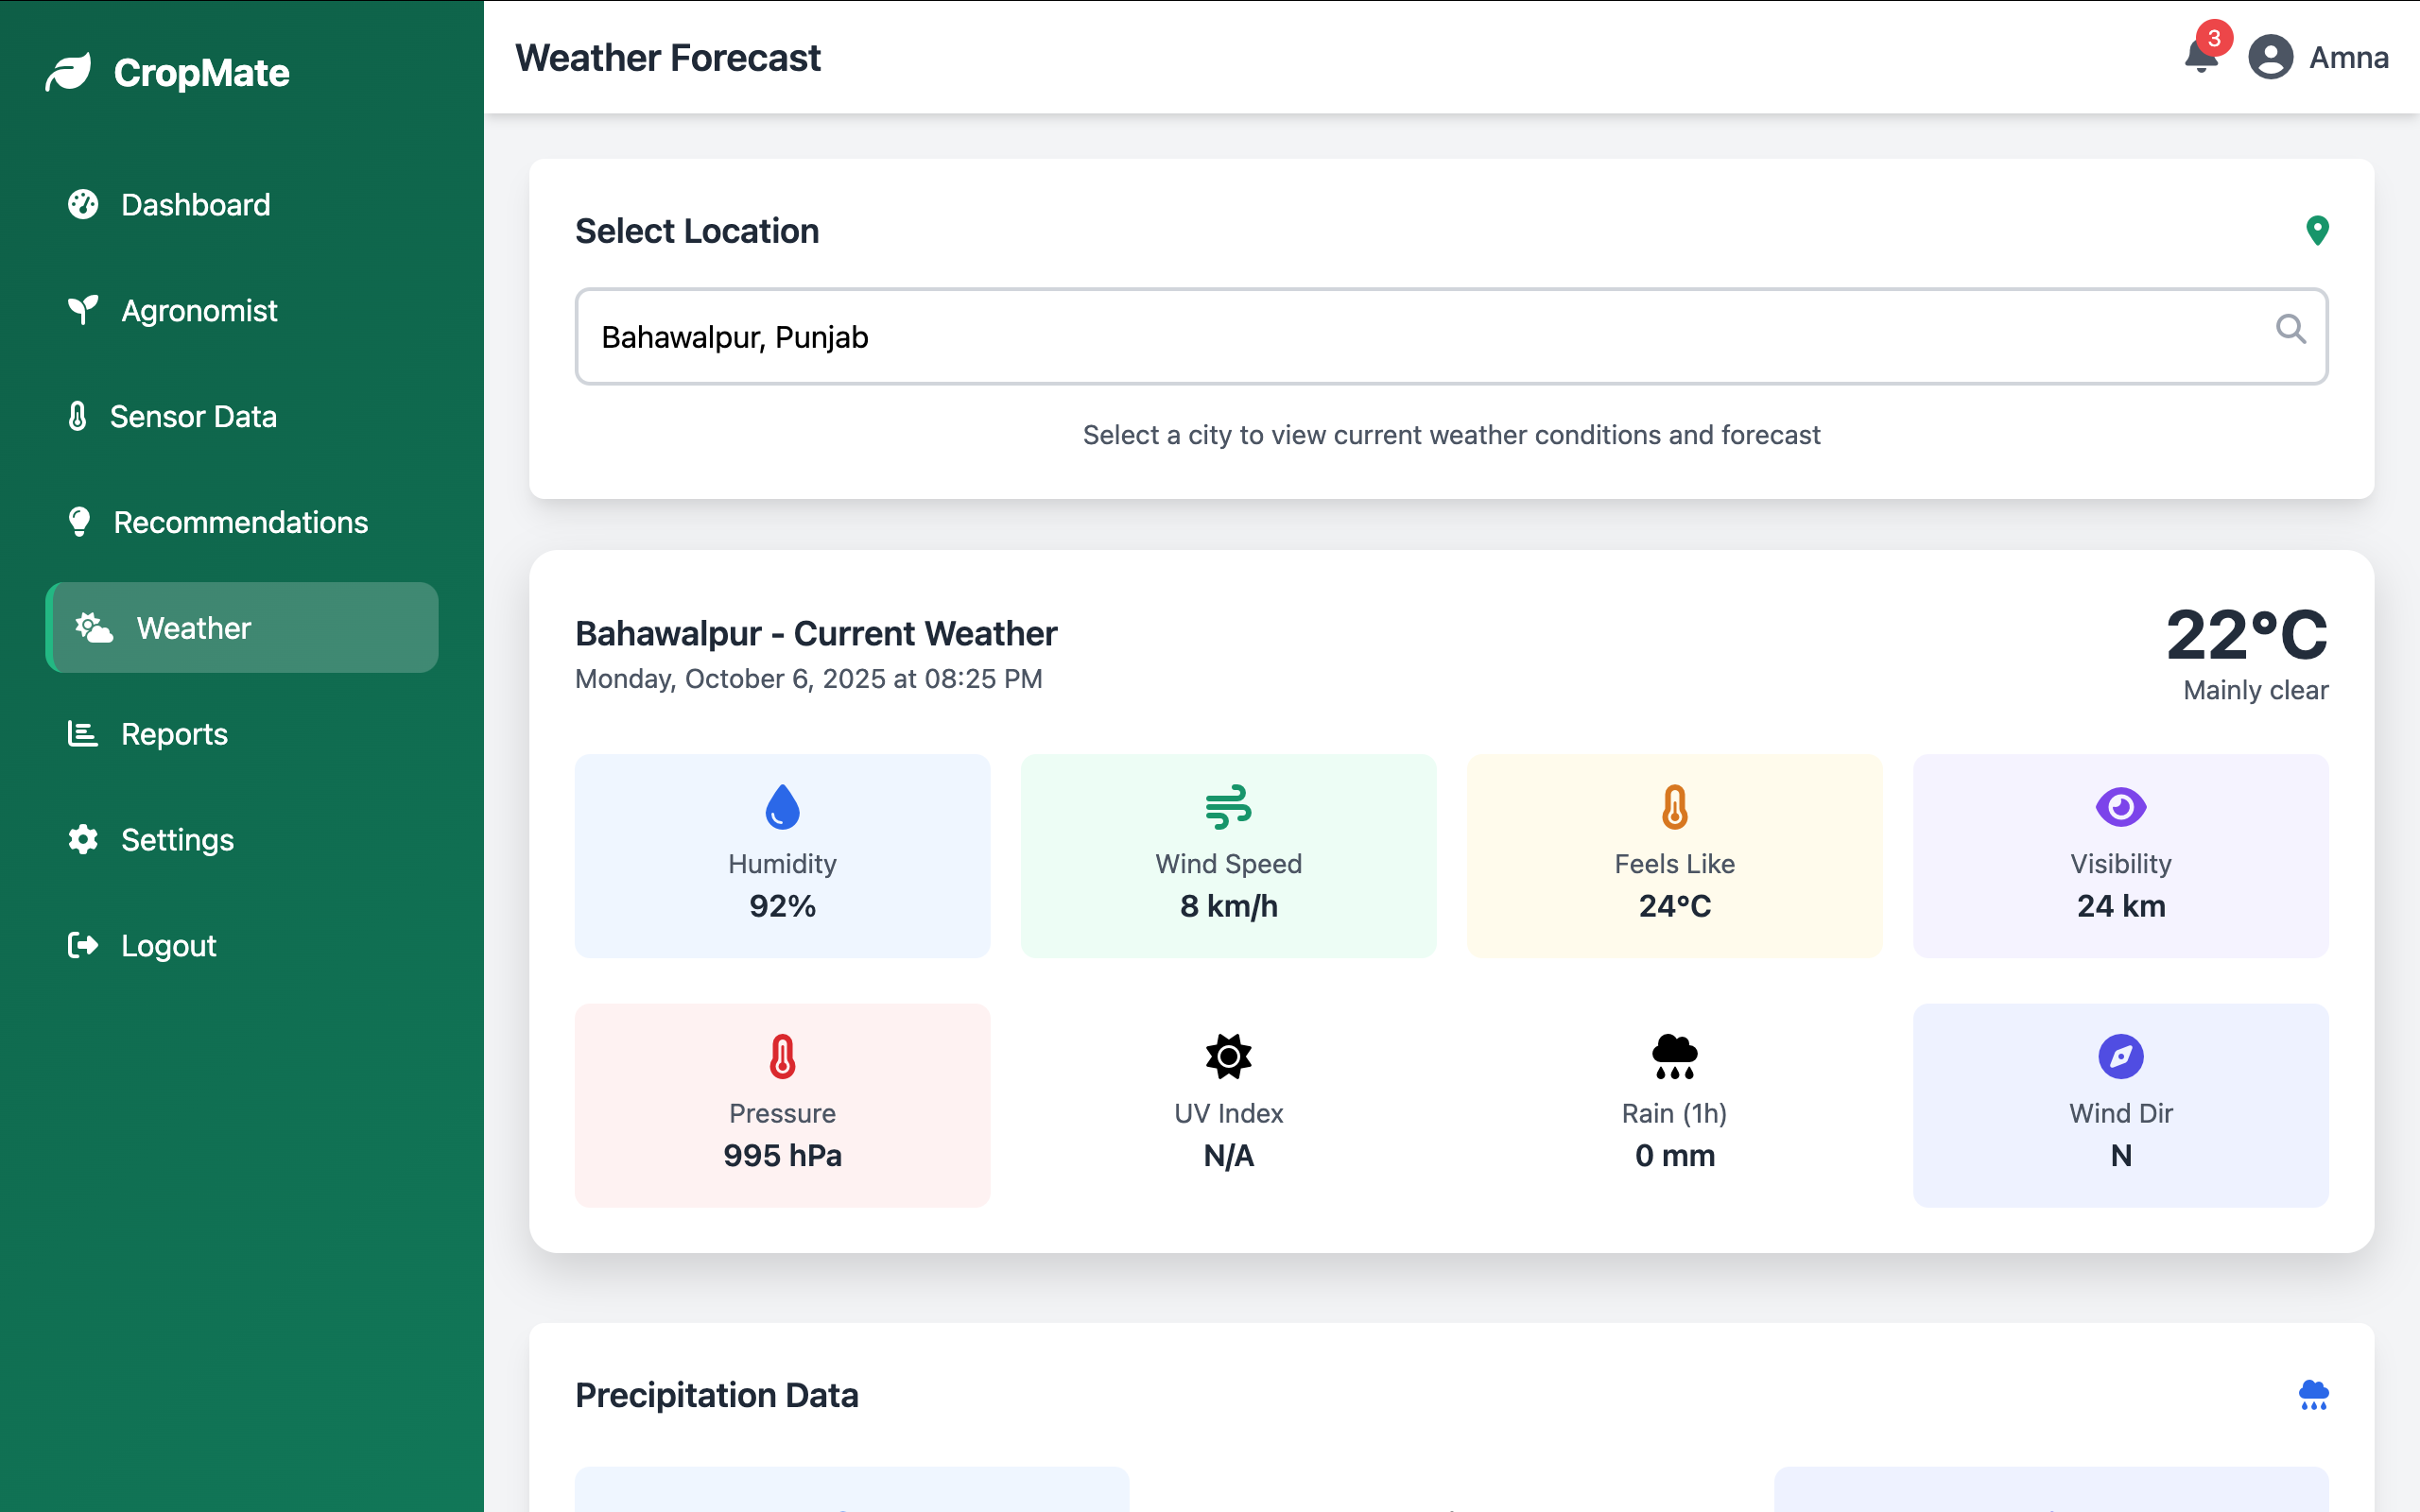 CropMate
Dashboard
Agronomist
Sensor Data
Recommendations
Weather
Reports
Settings
Logout
Weather Forecast
3
Amna
Select Location
Bahawalpur, Punjab
Select a city to view current weather conditions and forecast
Bahawalpur - Current Weather
Monday, October 6, 2025 at 08:25 PM
22°C
Mainly clear
Humidity
92%
Wind Speed
8 km/h
Feels Like
24°C
Visibility
24 km
Pressure
995 hPa
UV Index
N/A
Rain (1h)
0 mm
Wind Dir
N
Precipitation Data